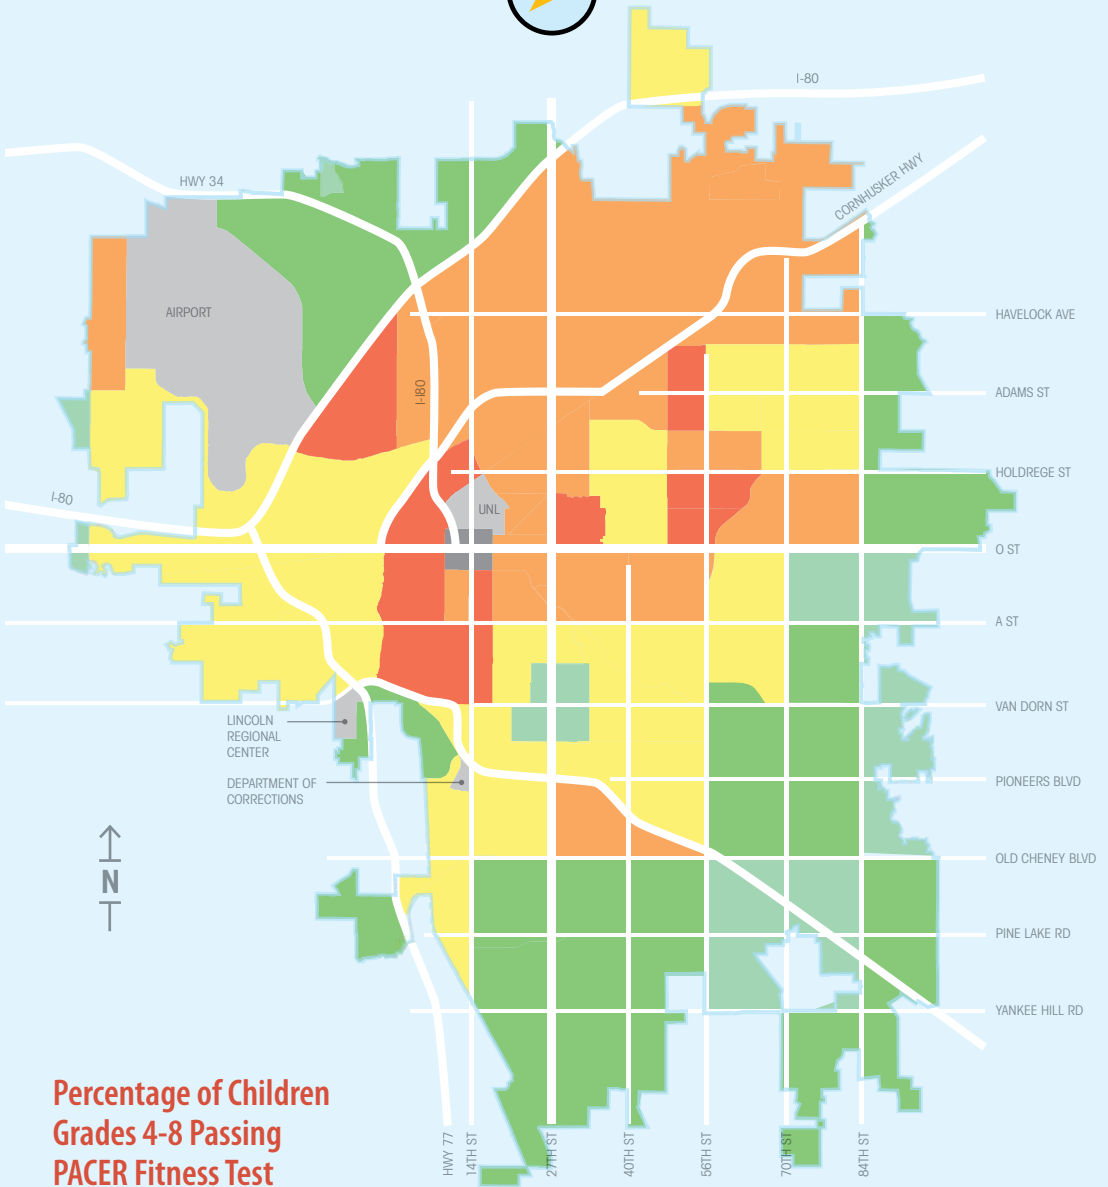 I-80
HWY 34
CORNHUSKER HWY
AIRPORT
HAVELOCK AVE
I-180
ADAMS ST
HOLDREGE ST
I-80
UNL
O ST
A ST
VAN DORN ST
LINCOLN
REGIONAL
CENTER
DEPARTMENT OF
CORRECTIONS
PIONEERS BLVD
OLD CHENEY BLVD
N
PINE LAKE RD
YANKEE HILL RD
Percentage of Children
Grades 4-8 Passing
PACER Fitness Test
HWY 77
14TH ST
27TH ST
40TH ST
56TH ST
70TH ST
84TH ST